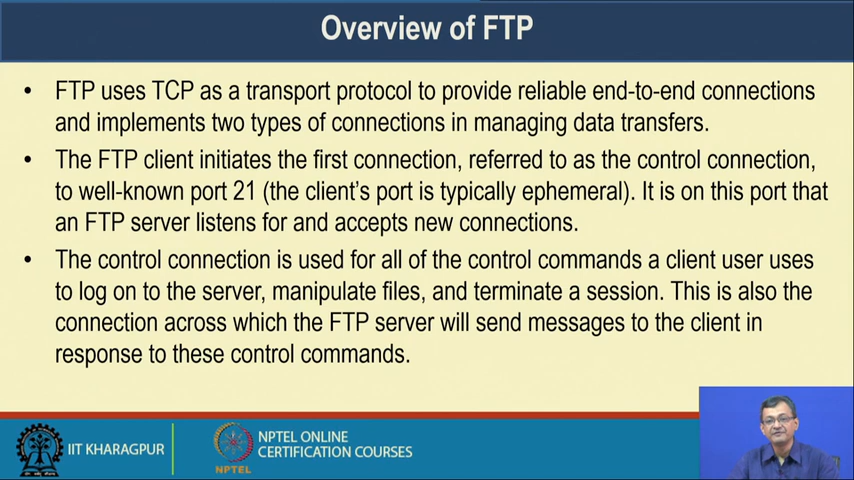 Overview of FTP
• FTP uses TCP as a transport protocol to provide reliable end-to-end connections
and implements two types of connections in managing data transfers.
• The FTP client initiates the first connection, referred to as the control connection,
to well-known port 21 (the client's port is typically ephemeral). It is on this port that
an FTP server listens for and accepts new connections.
• The control connection is used for all of the control commands a client user uses
to log on to the server, manipulate files, and terminate a session. This is also the
connection across which the FTP server will send messages to the client in
response to these control commands.
IIT KHARAGPUR
NPTEL
NPTEL ONLINE
CERTIFICATION COURSES